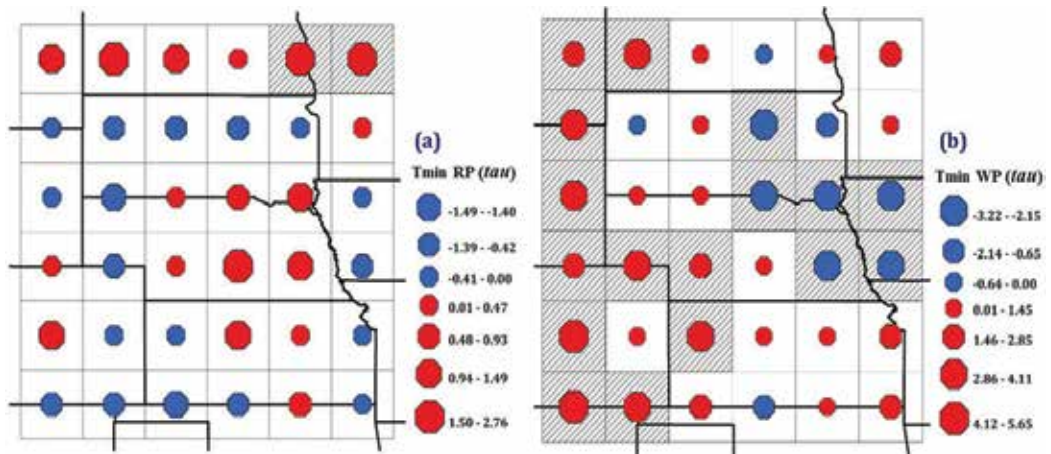 (a)
Tmin RP (tau)
-1.49 - -1.40
-1.39 - -0.42
-0.41 - 0.00
0.01 - 0.47
0.48 - 0.93
0.94 - 1.49
1.50 - 2.76
(b)
Tmin WP (tau)
-3.22 - -2.15
-2.14 - -0.65
-0.64 - 0.00
0.01 - 1.45
1.46 - 2.85
2.86 - 4.11
4.12 - 5.65